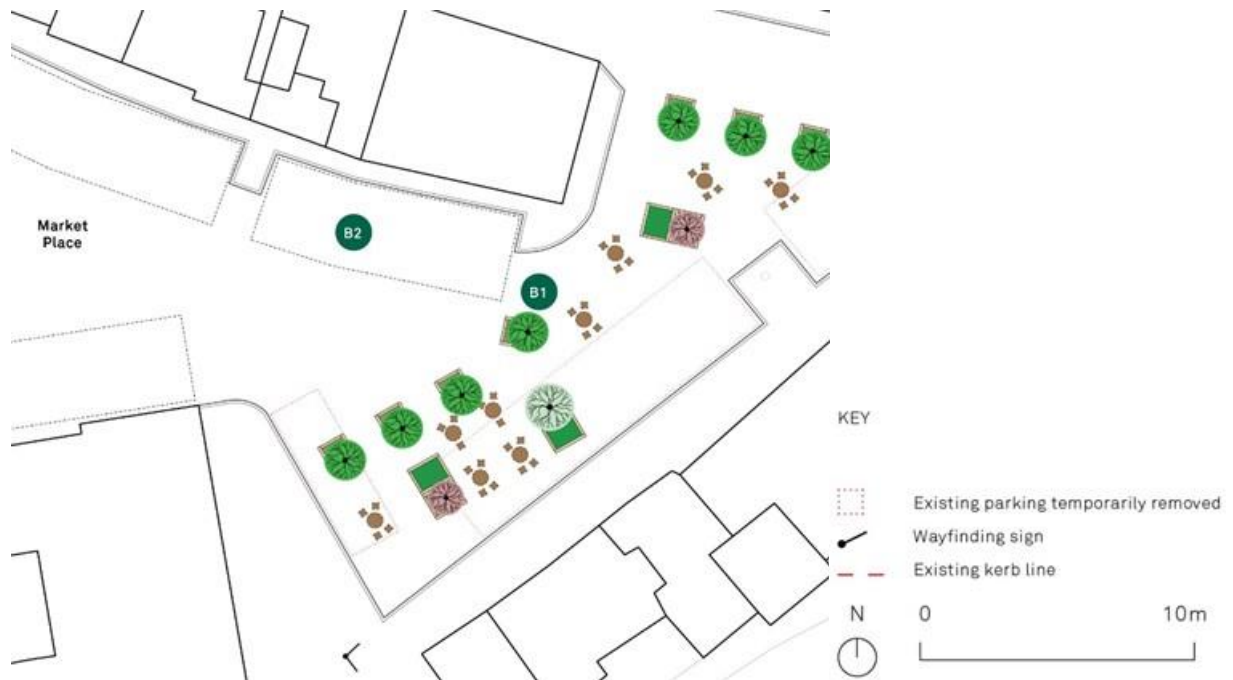 Market
Place
B2
B1
KEY
Existing parking temporarily removed
Wayfinding sign
Existing kerb line
N
0
10m